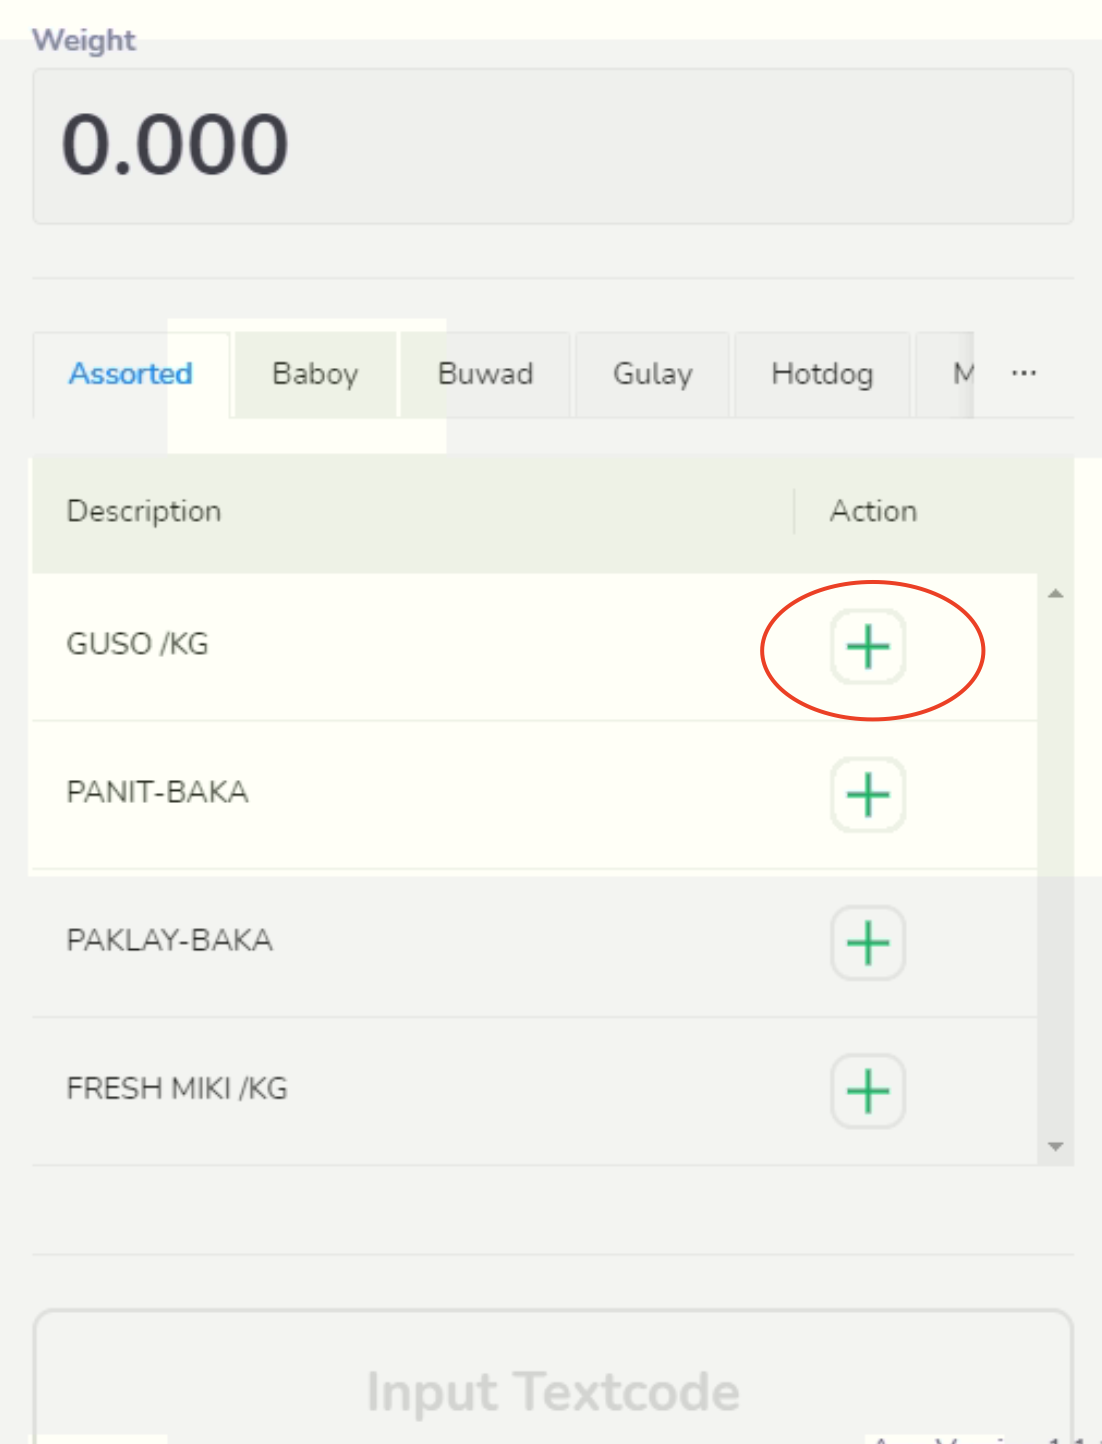 Weight
0.000
Assorted Baboy Buwad Gulay Hotdog M ...
Description Action
GUSO /KG
PANIT-BAKA
PAKLAY-BAKA
FRESH MIKI /KG
Input Textcode